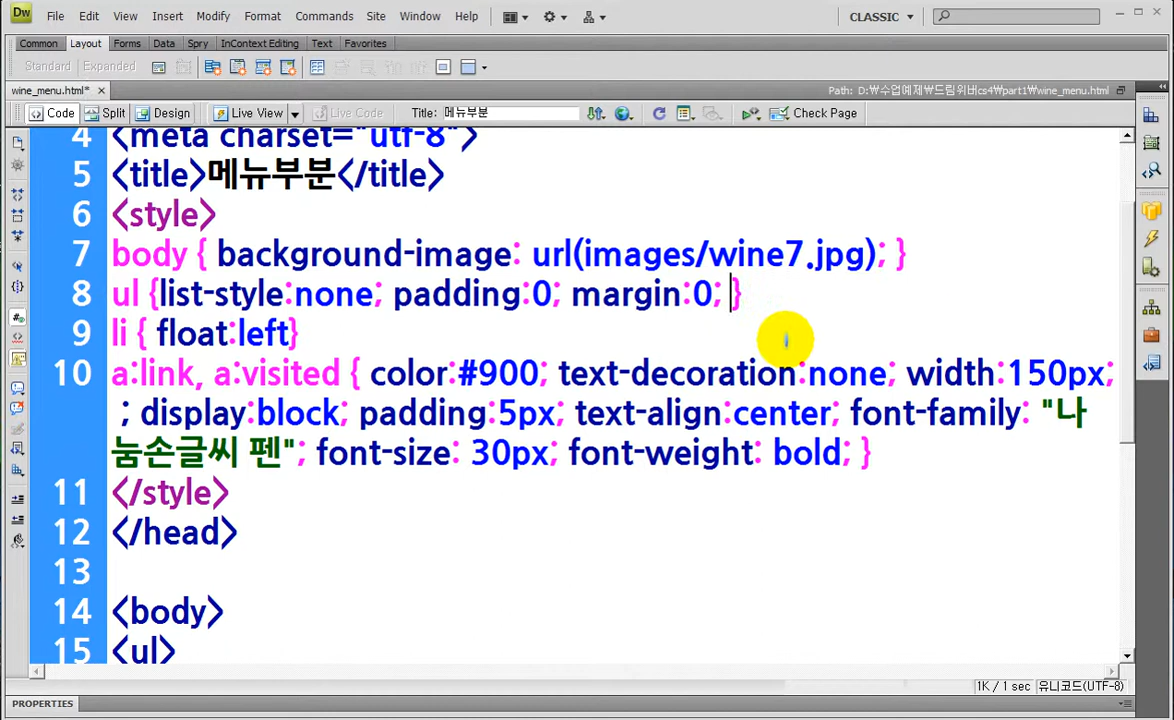 Dw File Edit View Insert Modify Format Commands Site Window Help CLASSIC
Common Layout Forms Data Spry InContext Editing Text Favorites
Standard Expanded
wine_menu.html* Path: D:₩수업예제₩드림위버cs4₩part1₩wine_menu.html
Code Split Design Live View Live Code Title: 메뉴부분 Check Page
4 <meta charset="utf-8">
5 <title>메뉴부분</title>
6 <style>
7 body { background-image: url(images/wine7.jpg); }
8 ul {list-style:none; padding:0; margin:0; }
9 li { float:left}
10 a:link, a:visited { color:#900; text-decoration:none; width:150px;
; display:block; padding:5px; text-align:center; font-family: "나
눔손글씨 펜"; font-size: 30px; font-weight: bold; }
11 </style>
12 </head>
13
14 <body>
15 <ul>
1K / 1 sec 유니코드(UTF-8)
PROPERTIES